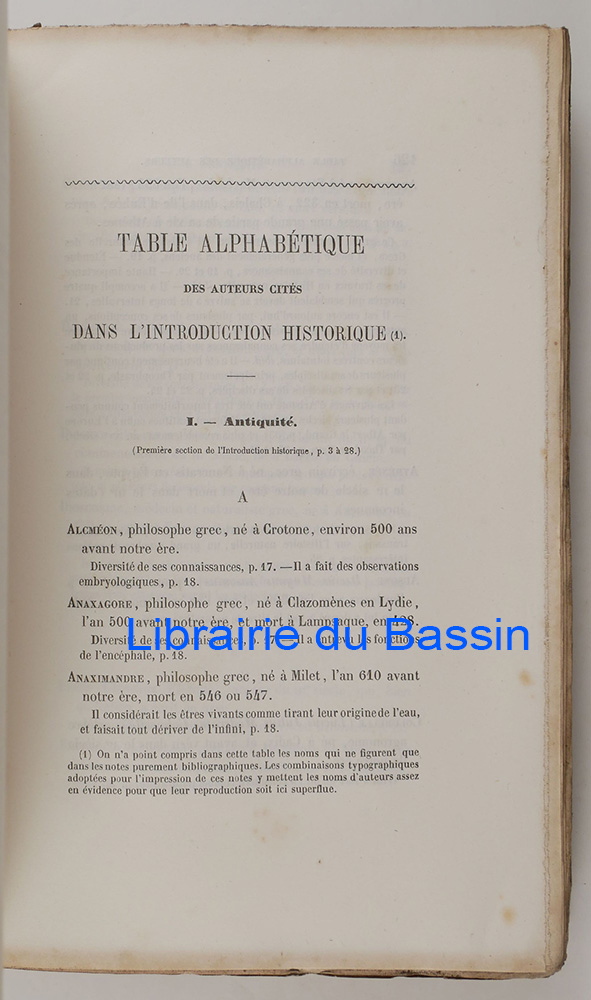 TABLE ALPHABÉTIQUE
DES AUTEURS CITÉS
DANS L'INTRODUCTION HISTORIQUE (1).
I. — Antiquité.
(Première section de l'Introduction historique, p. 3 à 28.)
A
ALCMÉON, philosophe grec, né à Crotone, environ 500 ans
avant notre ère.
Diversité de ses connaissances, p. 17. — Il a fait des observations
embryologiques, p. 18.
ANAXAGORE, philosophe grec, né à Clazomènes en Lydie,
l'an 500 avant notre ère, et mort à Lampsaque, en 428.
Librairie du Bassin
Diversité de ses connaissances, p. 17. — Il a entrevu les fonctions
de l'encéphale, p. 18.
ANAXIMANDRE, philosophe grec, né à Milet, l'an 610 avant
notre ère, mort en 546 ou 547.
Il considérait les êtres vivants comme tirant leur origine de l'eau,
et faisait tout dériver de l'infini, p. 18.
(1) On n'a point compris dans cette table les noms qui ne figurent que
dans les notes purement bibliographiques. Les combinaisons typographiques
adoptées pour l'impression de ces notes y mettent les noms d'auteurs assez
en évidence pour que leur reproduction soit ici superflue.